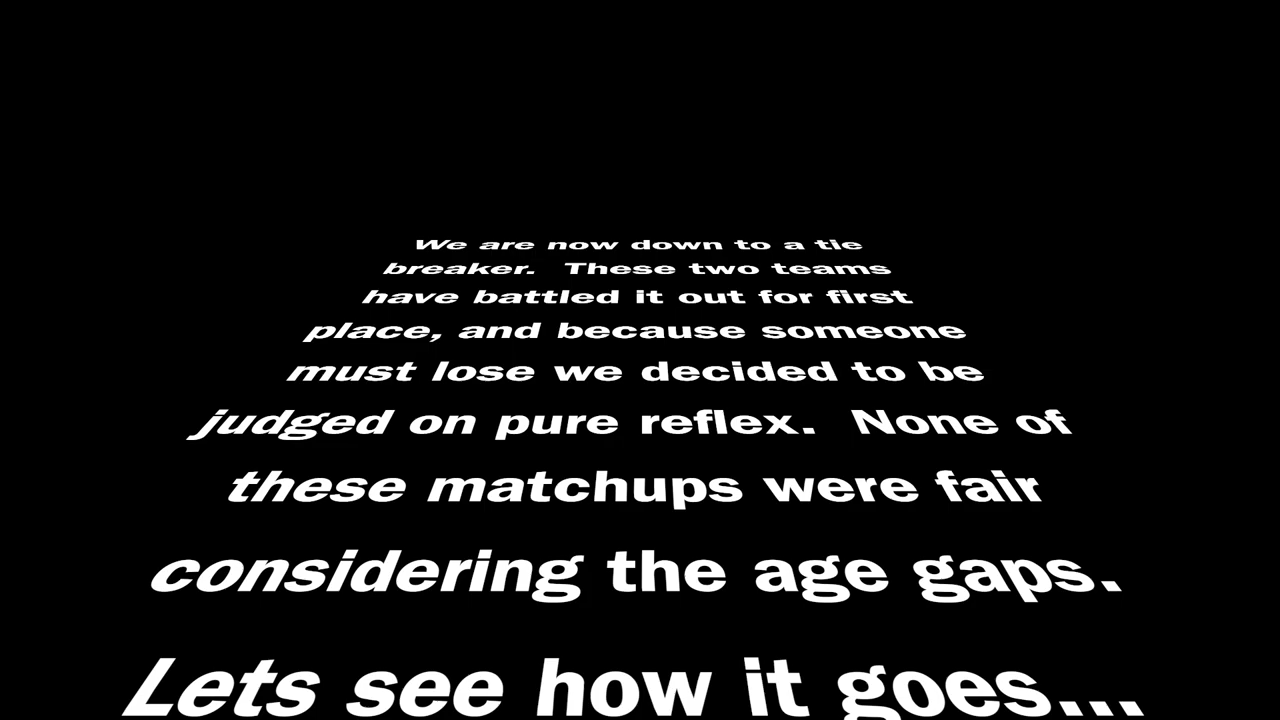 We are now down to a tie
breaker.  These two teams
have battled it out for first
place, and because someone
must lose we decided to be
judged on pure reflex.  None of
these matchups were fair
considering the age gaps.
Lets see how it goes...